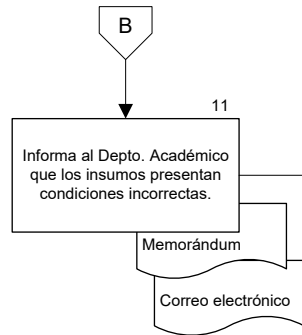 B
11
Informa al Depto. Académico
que los insumos presentan
condiciones incorrectas.
Memorándum
Correo electrónico